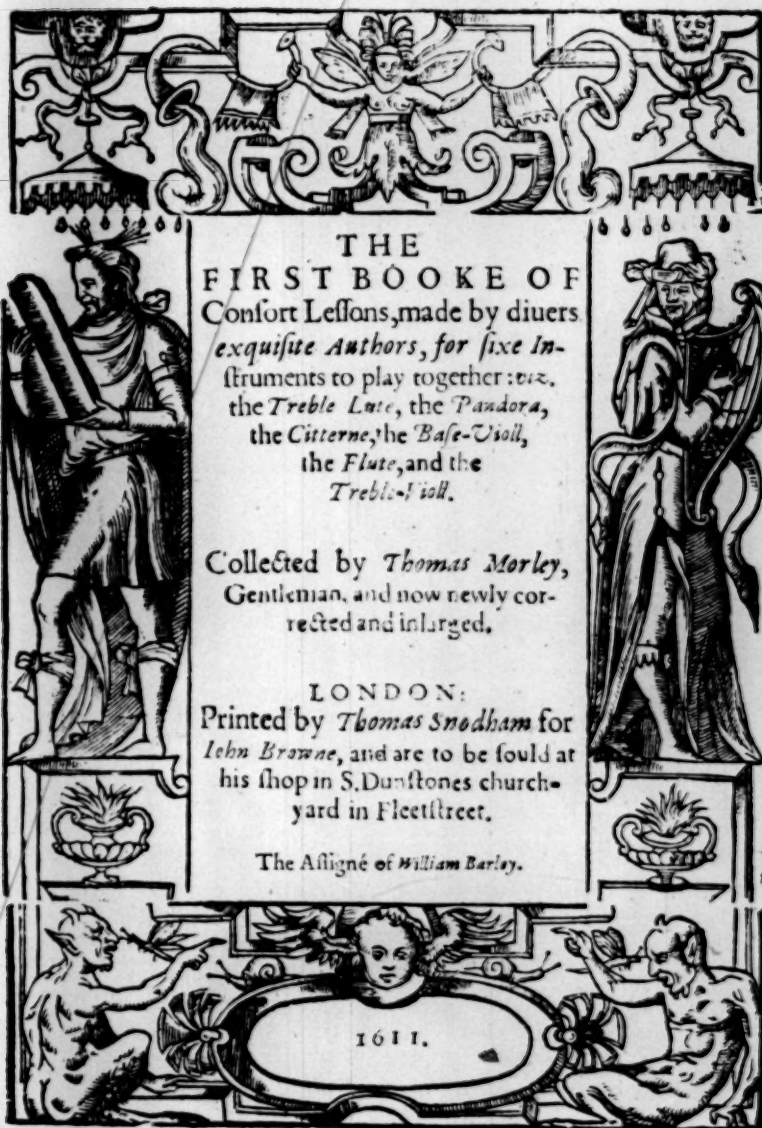 THE
FIRST BOOKE OF
Conſort Leſſons, made by diuers
exquiſite Authors, for ſixe In-
ſtruments to play together: viz.
the Treble Lute, the Pandora,
the Citterne, the Baſe-Violl,
the Flute, and the
Treble-Violl.
Collected by Thomas Morley,
Gentleman, and now newly cor-
rected and inlarged.
LONDON:
Printed by Thomas Snodham for
Iohn Browne, and are to be ſould at
his ſhop in S. Dunſtones church-
yard in Fleetſtreet.
The Aſſigné of William Barley.
1611.